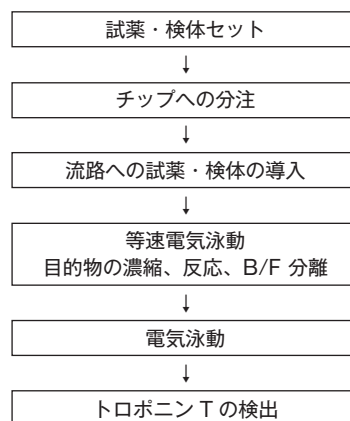 試薬・検体セット
↓
チップへの分注
↓
流路への試薬・検体の導入
↓
等速電気泳動
目的物の濃縮、反応、B/F 分離
↓
電気泳動
↓
トロポニン T の検出